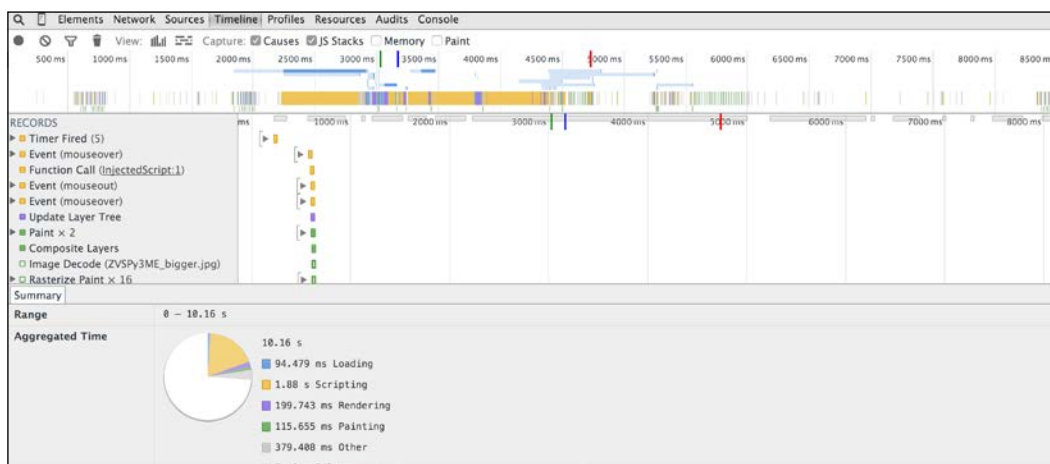 Elements Network Sources Timeline Profiles Resources Audits Console
View: Capture: Causes JS Stacks Memory Paint
500 ms 1000 ms 1500 ms 2000 ms 2500 ms 3000 ms 3500 ms 4000 ms 4500 ms 5000 ms 5500 ms 6000 ms 6500 ms 7000 ms 7500 ms 8000 ms 8500 m
RECORDS ms 1000 ms 2000 ms 3000 ms 4000 ms 5000 ms 6000 ms 7000 ms 8000 ms
Timer Fired (5)
Event (mouseover)
Function Call (InjectedScript:1)
Event (mouseout)
Event (mouseover)
Update Layer Tree
Paint × 2
Composite Layers
Image Decode (ZVSPy3ME_bigger.jpg)
Rasterize Paint × 16
Summary
Range 0 – 10.16 s
Aggregated Time
10.16 s
94.479 ms Loading
1.88 s Scripting
199.743 ms Rendering
115.655 ms Painting
379.408 ms Other